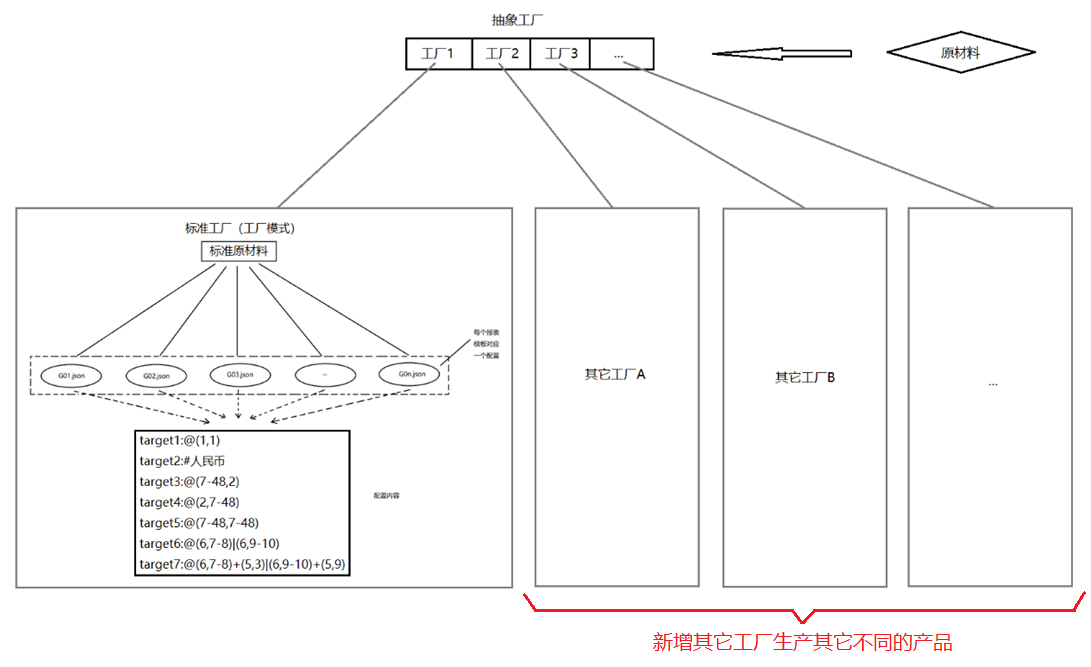 抽象工厂
工厂1 工厂2 工厂3 ...
原材料
标准工厂（工厂模式）
标准原材料
每个报表
模板对应
一个配置
G01.json G02.json G03.json ... G0n.json
target1:@(1,1)
target2:#人民币
target3:@(7-48,2)
target4:@(2,7-48)
target5:@(7-48,7-48)
target6:@(6,7-8)|(6,9-10)
target7:@(6,7-8)+(5,3)|(6,9-10)+(5,9)
配置内容
其它工厂A
其它工厂B
...
新增其它工厂生产其它不同的产品